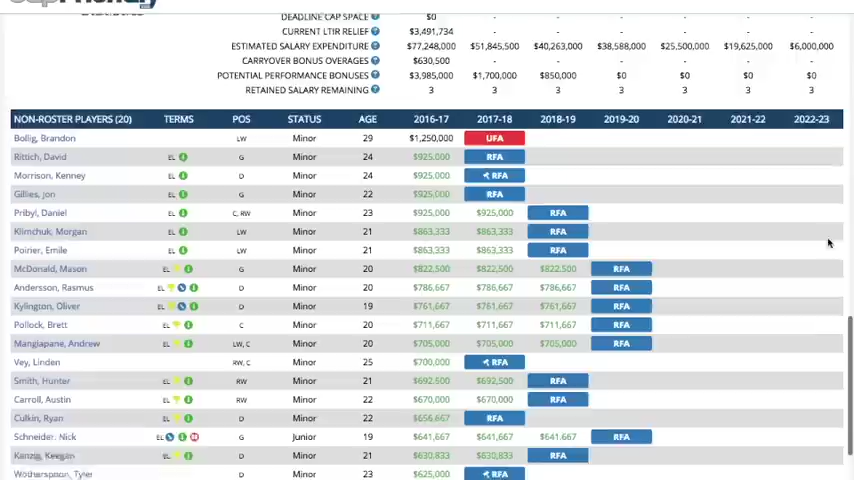 DEADLINE CAP SPACE $0 - - - - - -
CURRENT LTIR RELIEF $3,491,734 - - - - - -
ESTIMATED SALARY EXPENDITURE $77,248,000 $51,845,500 $40,263,000 $38,588,000 $25,500,000 $19,625,000 $6,000,000
CARRYOVER BONUS OVERAGES $630,500 - - - - - -
POTENTIAL PERFORMANCE BONUSES $3,985,000 $1,700,000 $850,000 $0 $0 $0 $0
RETAINED SALARY REMAINING 3 3 3 3 3 3 3
NON-ROSTER PLAYERS (20) TERMS POS STATUS AGE 2016-17 2017-18 2018-19 2019-20 2020-21 2021-22 2022-23
Bollig, Brandon LW Minor 29 $1,250,000 UFA
Rittich, David EL G Minor 24 $925,000 RFA
Morrison, Kenney EL D Minor 24 $925,000 RFA
Gillies, Jon EL G Minor 22 $925,000 RFA
Pribyl, Daniel EL C, RW Minor 23 $925,000 $925,000 RFA
Klimchuk, Morgan EL LW Minor 21 $863,333 $863,333 RFA
Poirier, Emile EL LW Minor 21 $863,333 $863,333 RFA
McDonald, Mason EL G Minor 20 $822,500 $822,500 $822,500 RFA
Andersson, Rasmus EL D Minor 20 $786,667 $786,667 $786,667 RFA
Kylington, Oliver EL D Minor 19 $761,667 $761,667 $761,667 RFA
Pollock, Brett EL C Minor 20 $711,667 $711,667 $711,667 RFA
Mangiapane, Andrew EL LW, C Minor 20 $705,000 $705,000 $705,000 RFA
Vey, Linden RW, C Minor 25 $700,000 RFA
Smith, Hunter EL RW Minor 21 $692,500 $692,500 RFA
Carroll, Austin EL RW Minor 22 $670,000 $670,000 RFA
Culkin, Ryan EL D Minor 22 $656,667 RFA
Schneider, Nick EL G Junior 19 $641,667 $641,667 $641,667 RFA
Kanzig, Keegan EL D Minor 21 $630,833 $630,833 RFA
Wotherspoon, Tyler D Minor 23 $625,000 RFA